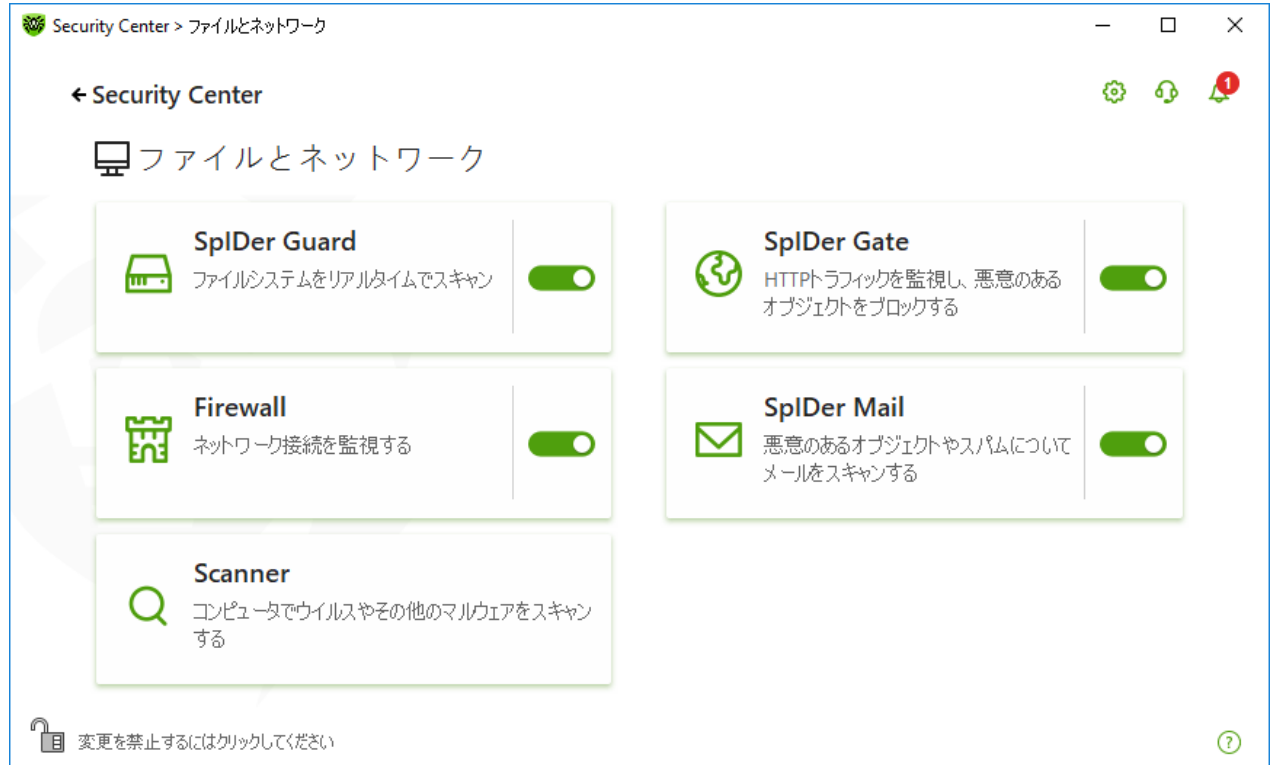 Security Center > ファイルとネットワーク
Security Center
1
ファイルとネットワーク
SpIDer Guard
ファイルシステムをリアルタイムでスキャン
SpIDer Gate
HTTPトラフィックを監視し、悪意のある
オブジェクトをブロックする
Firewall
ネットワーク接続を監視する
SpIDer Mail
悪意のあるオブジェクトやスパムについて
メールをスキャンする
Scanner
コンピュータでウイルスやその他のマルウェアをスキャン
する
変更を禁止するにはクリックしてください
?